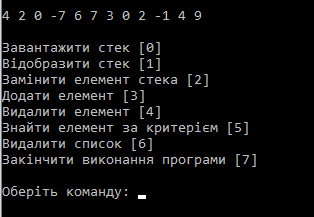 4 2 0 -7 6 7 3 0 2 -1 4 9
Завантажити стек [0]
Відобразити стек [1]
Замінити елемент стека [2]
Додати елемент [3]
Видалити елемент [4]
Знайти елемент за критерієм [5]
Видалити список [6]
Закінчити виконання програми [7]
Оберіть команду: